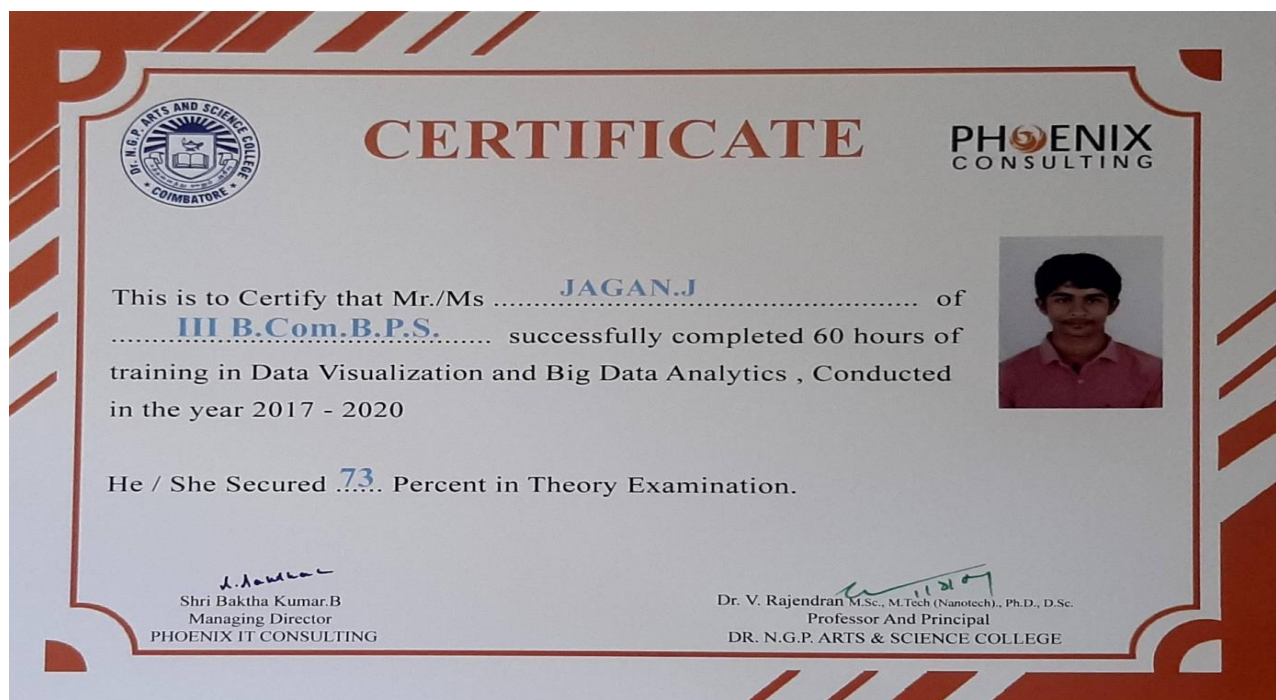 Dr. N.G.P. ARTS AND SCIENCE COLLEGE
* COIMBATORE *
CERTIFICATE
PHOENIX
CONSULTING
This is to Certify that Mr./Ms ......JAGAN.J...................... of
......III B.Com.B.P.S....... successfully completed 60 hours of
training in Data Visualization and Big Data Analytics , Conducted
in the year 2017 - 2020
He / She Secured .73. Percent in Theory Examination.
Shri Baktha Kumar.B
Managing Director
PHOENIX IT CONSULTING
Dr. V. Rajendran M.Sc., M.Tech (Nanotech)., Ph.D., D.Sc.
Professor And Principal
DR. N.G.P. ARTS & SCIENCE COLLEGE